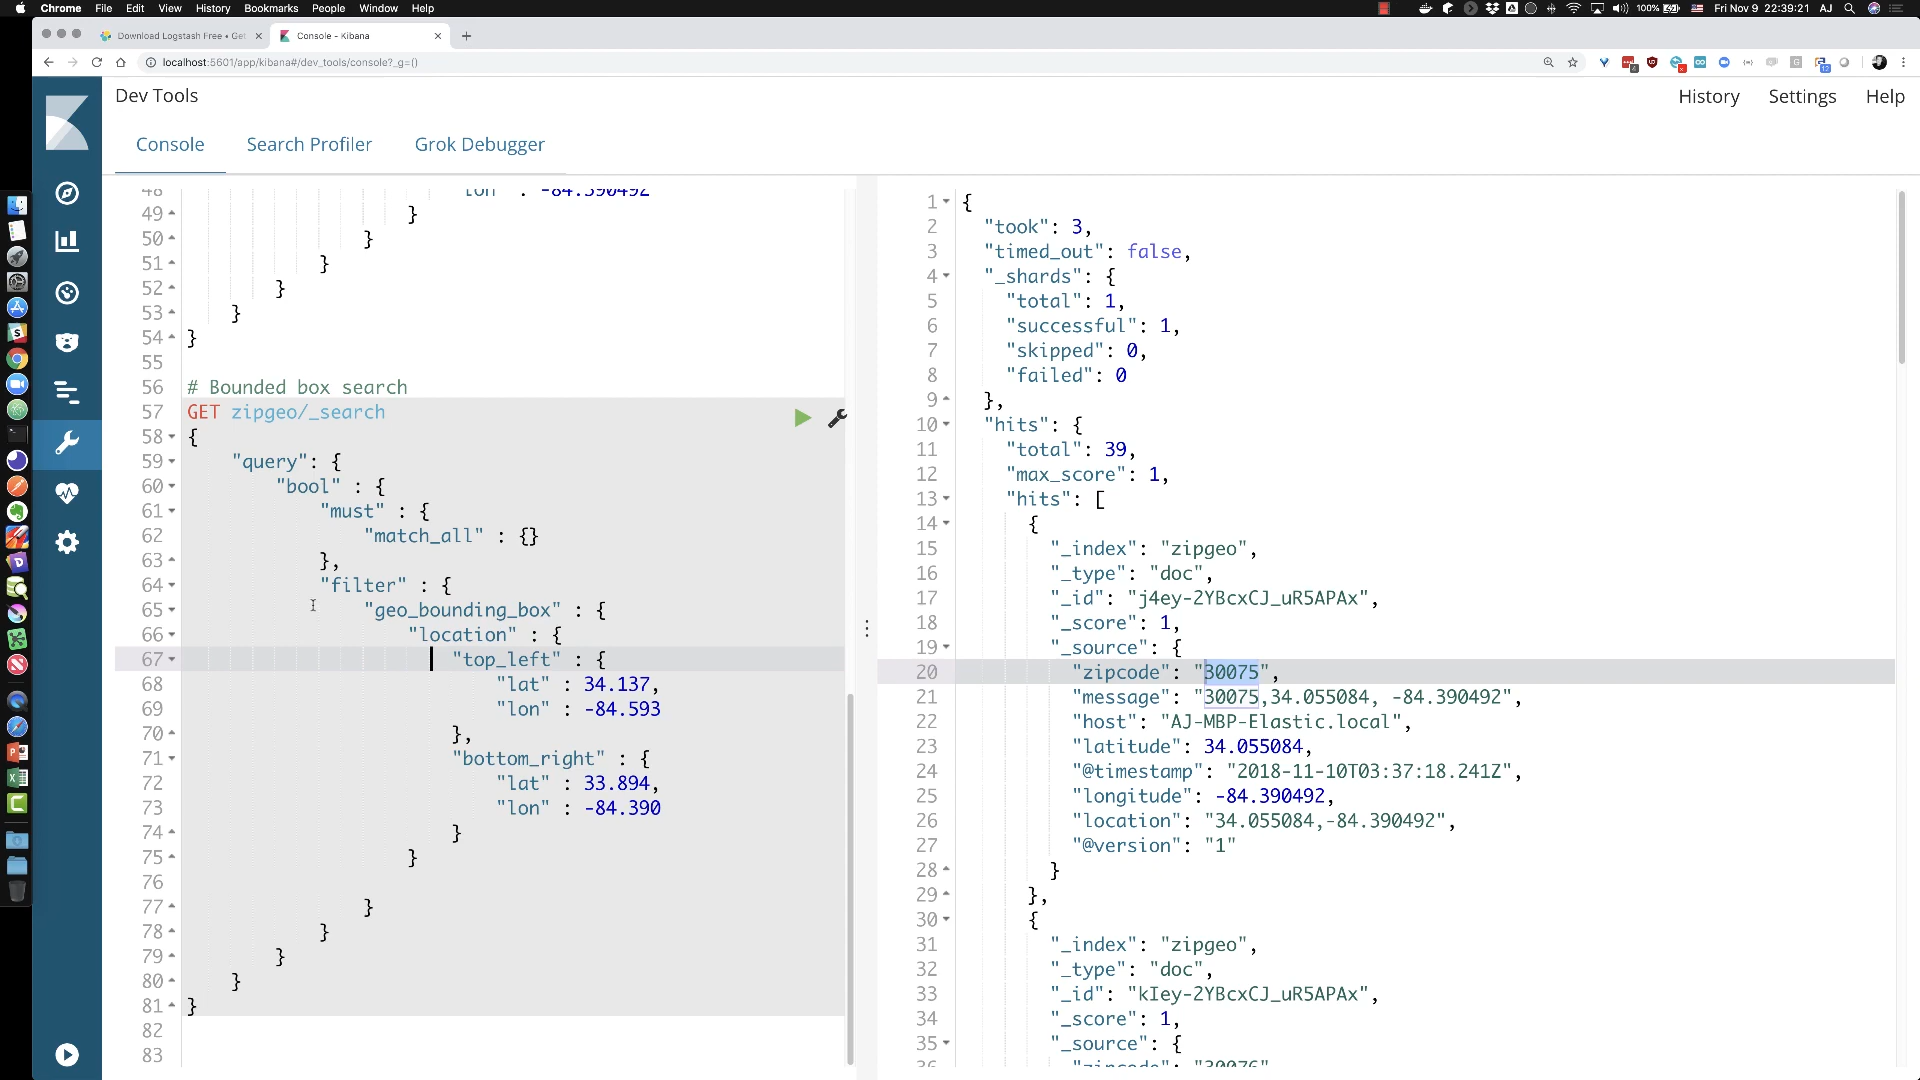 Chrome File Edit View History Bookmarks People Window Help
100% Fri Nov 9 22:39:21 AJ
Download Logstash Free • Get
Console - Kibana
localhost:5601/app/kibana#/dev_tools/console?_g=()
Dev Tools
History Settings Help
Console Search Profiler Grok Debugger
48 "lon" : -84.390492
49 }
50 }
51 }
52 }
53 }
54 }
55
56 # Bounded box search
57 GET zipgeo/_search
58 {
59 "query": {
60 "bool" : {
61 "must" : {
62 "match_all" : {}
63 },
64 "filter" : {
65 "geo_bounding_box" : {
66 "location" : {
67 "top_left" : {
68 "lat" : 34.137,
69 "lon" : -84.593
70 },
71 "bottom_right" : {
72 "lat" : 33.894,
73 "lon" : -84.390
74 }
75 }
76
77 }
78 }
79 }
80 }
81 }
82
83
1 {
2 "took": 3,
3 "timed_out": false,
4 "_shards": {
5 "total": 1,
6 "successful": 1,
7 "skipped": 0,
8 "failed": 0
9 },
10 "hits": {
11 "total": 39,
12 "max_score": 1,
13 "hits": [
14 {
15 "_index": "zipgeo",
16 "_type": "doc",
17 "_id": "j4ey-2YBcxCJ_uR5APAx",
18 "_score": 1,
19 "_source": {
20 "zipcode": "30075",
21 "message": "30075,34.055084, -84.390492",
22 "host": "AJ-MBP-Elastic.local",
23 "latitude": 34.055084,
24 "@timestamp": "2018-11-10T03:37:18.241Z",
25 "longitude": -84.390492,
26 "location": "34.055084,-84.390492",
27 "@version": "1"
28 }
29 },
30 {
31 "_index": "zipgeo",
32 "_type": "doc",
33 "_id": "kIey-2YBcxCJ_uR5APAx",
34 "_score": 1,
35 "_source": {
36 "zipcode": "30076"